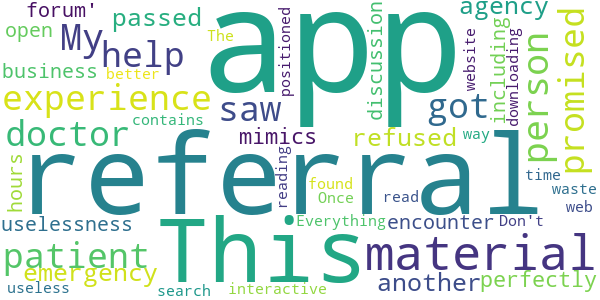 forum'
open
My
passed
help
app
The
positioned
discussion
agency
website
including
downloading
person
promised
business
better
experience
saw
got
contains
doctor
mimics
refused
way
hours
referral
reading
found
Once
read
time
waste
web
uselessness
This
Everything
encounter
Don't
patient
material
emergency
another
perfectly
useless
search
interactive